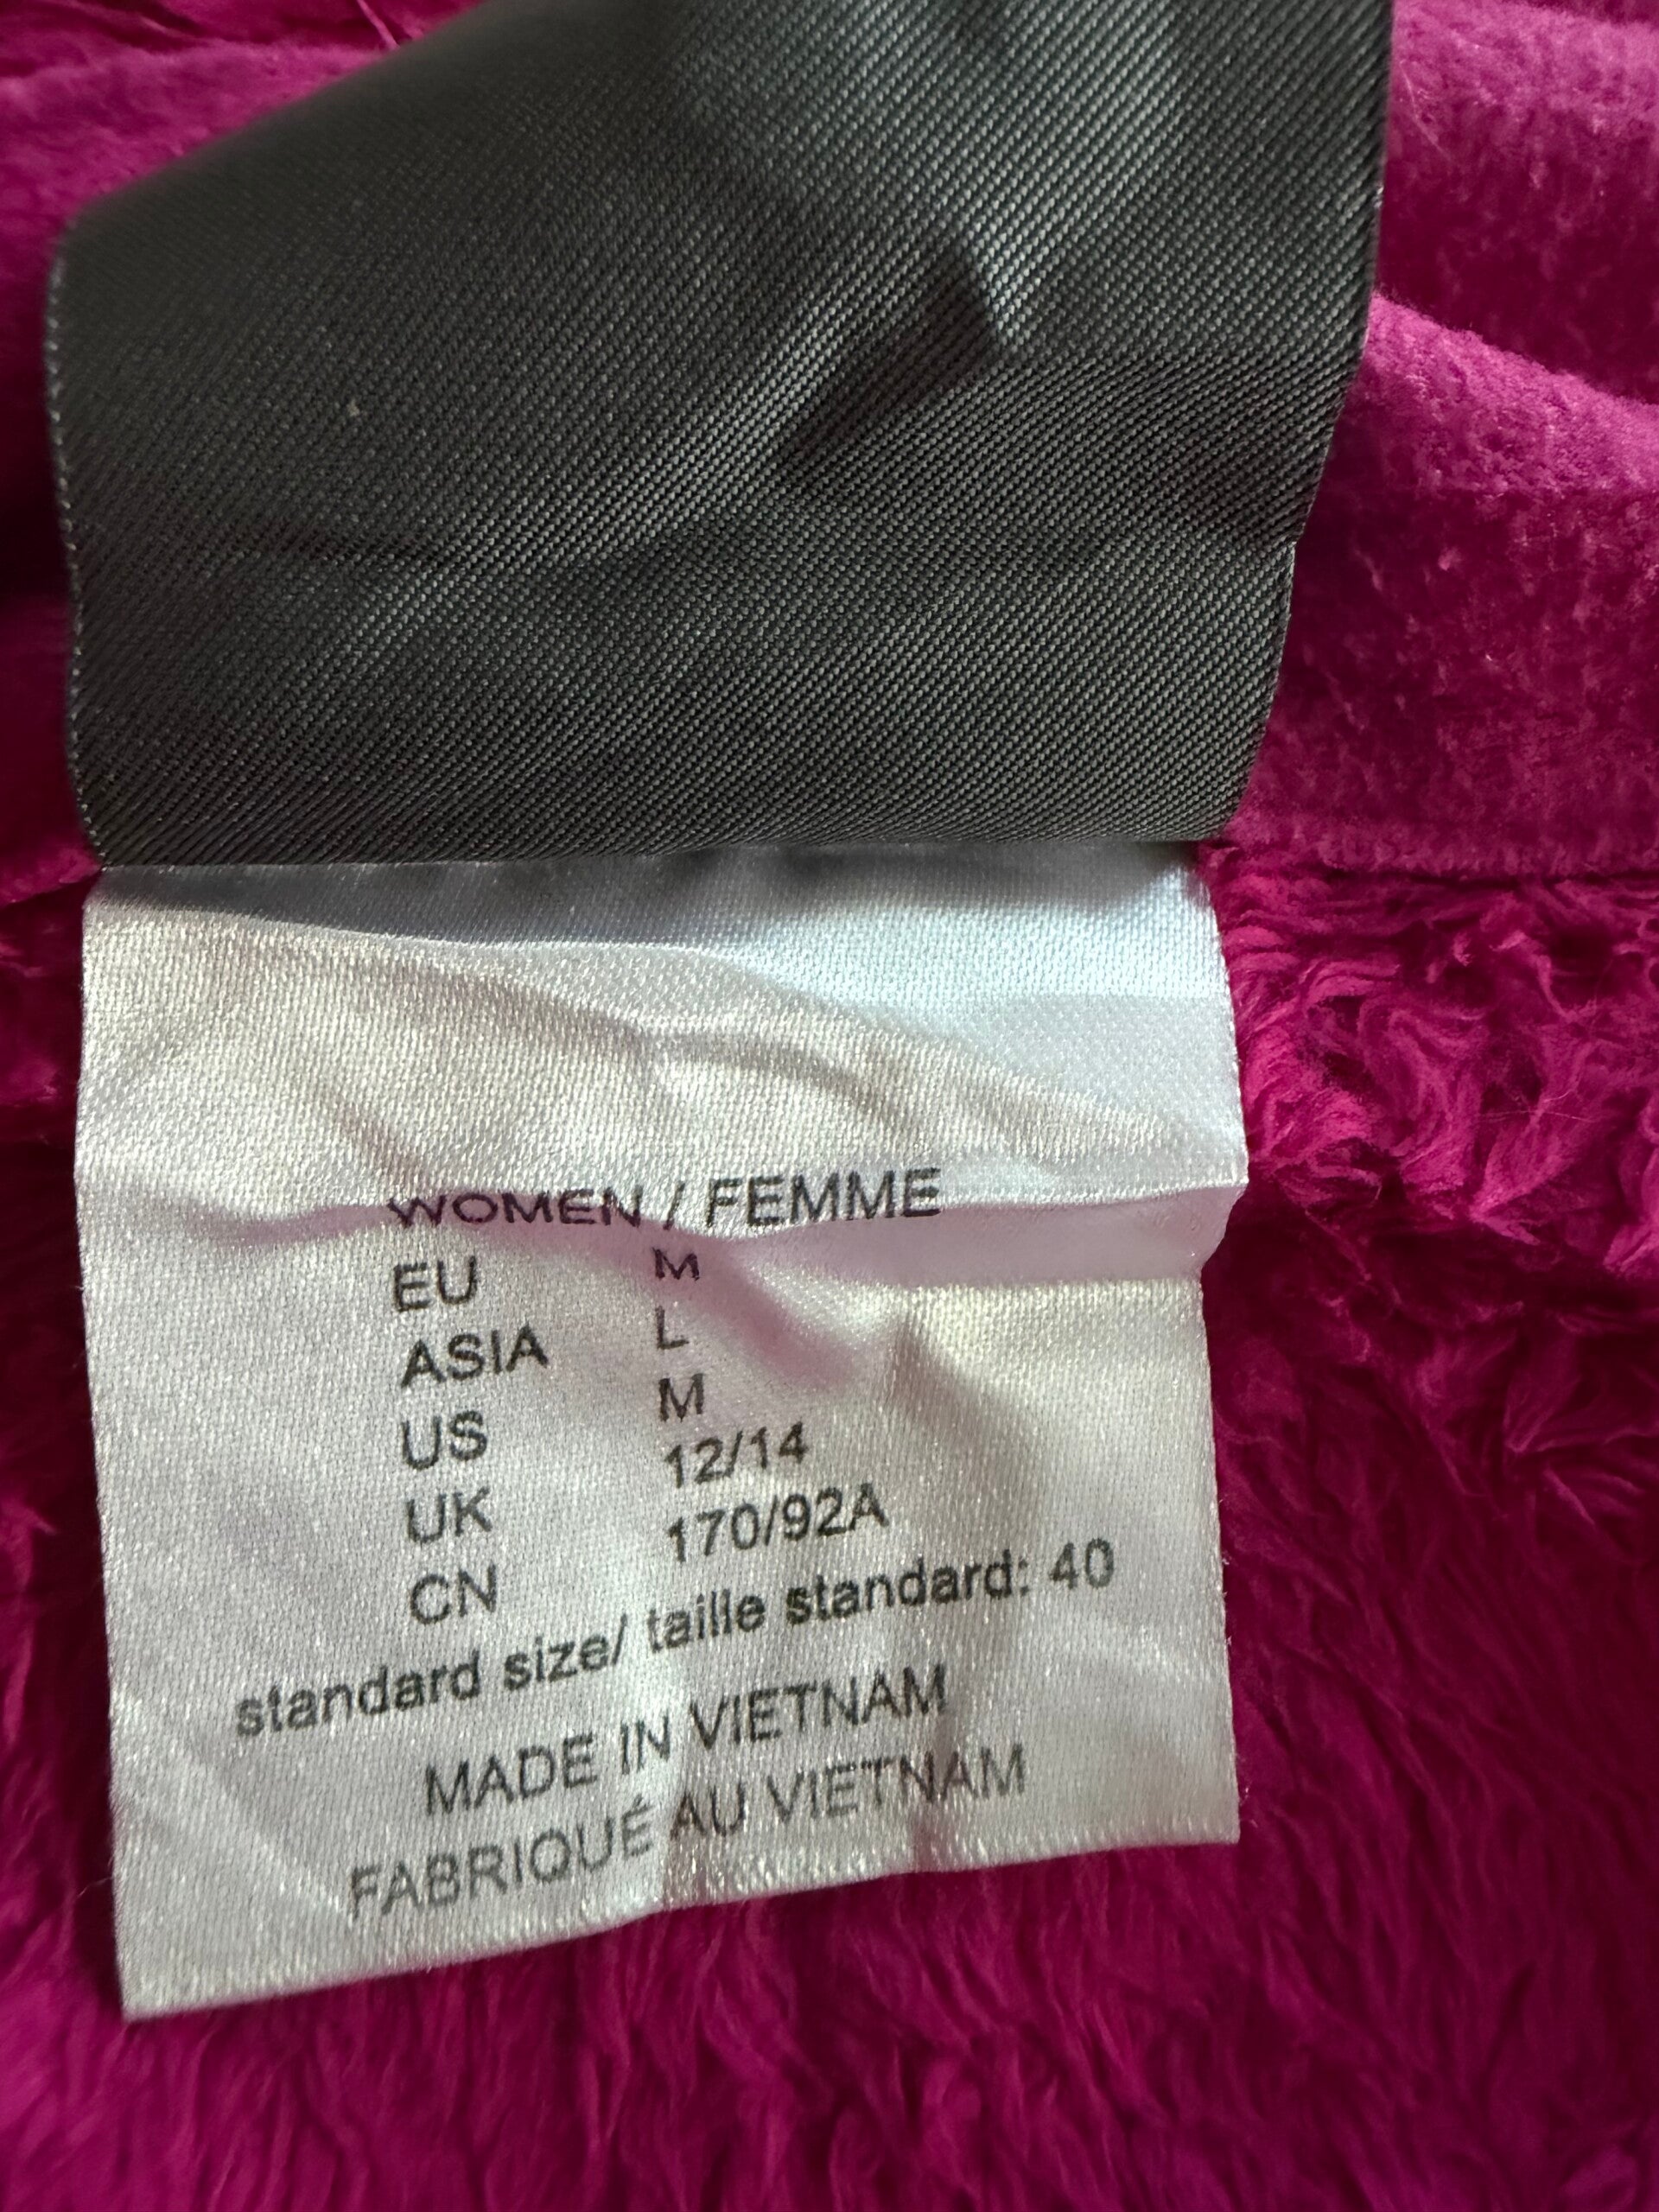 WOMEN / FEMME
EU M
ASIA L
US M
UK 12/14
CN 170/92A
standard size/ taille standard: 40
MADE IN VIETNAM
FABRIQUÉ AU VIETNAM